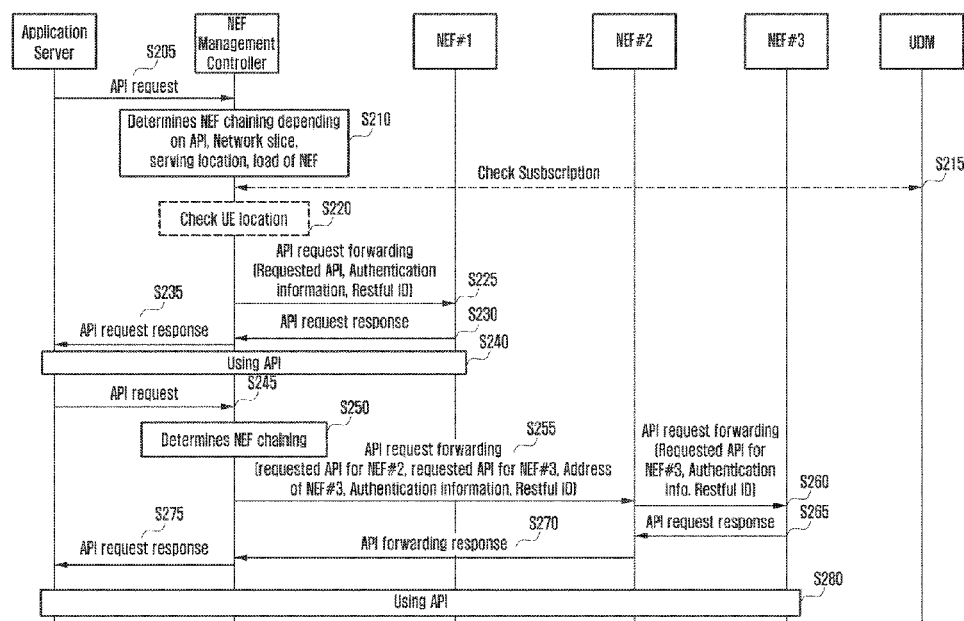 Application
Server
NEF
Management
Controller
NEF#1
NEF#2
NEF#3
UDM
S205
API request
Determines NEF chaining depending
on API, Network slice,
serving location, load of NEF
S210
Check Susbscription
S215
Check UE location
S220
API request forwarding
(Requested API, Authentication
information, Restful ID)
S225
S235
API request response
API request response
S230
Using API
S240
API request
S245
Determines NEF chaining
S250
API request forwarding
S255
(requested API for NEF#2, requested API for NEF#3, Address
of NEF#3, Authentication information, Restful ID)
API request forwarding
(Requested API for
NEF#3, Authentication
info, Restful ID)
S260
S275
API request response
API forwarding response
S270
API request response
S265
Using API
S280